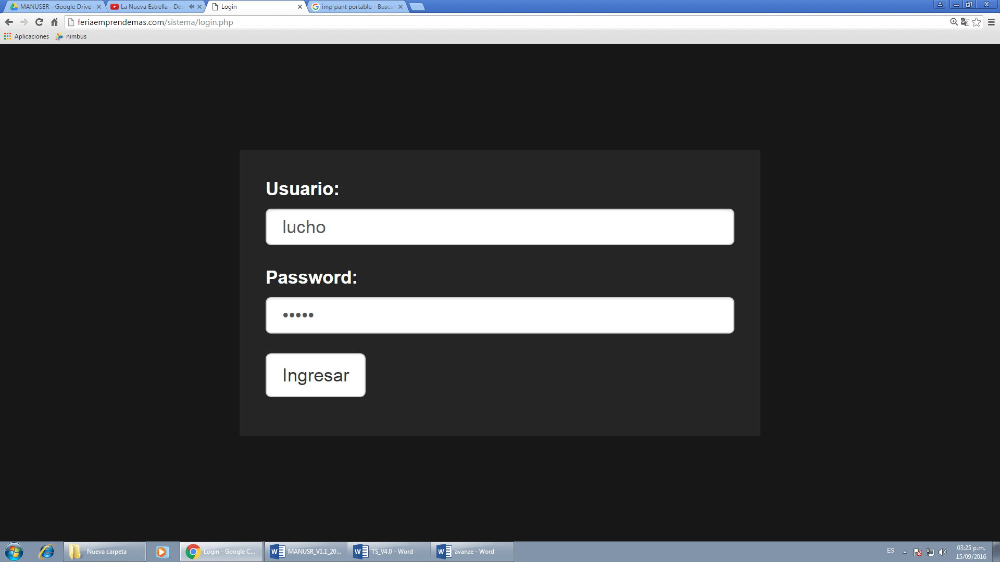 MANUSER - Google Drive
La Nueva Estrella - Des
Login
imp pant portable - Busca
feriaemprendemas.com/sistema/login.php
Aplicaciones
nimbus
Usuario:
lucho
Password:
•••••
Ingresar
Nueva carpeta
Login - Google C...
MANUSR_V1.1_20...
TS_V4.0 - Word
avanze - Word
ES
03:25 p.m.
15/09/2016